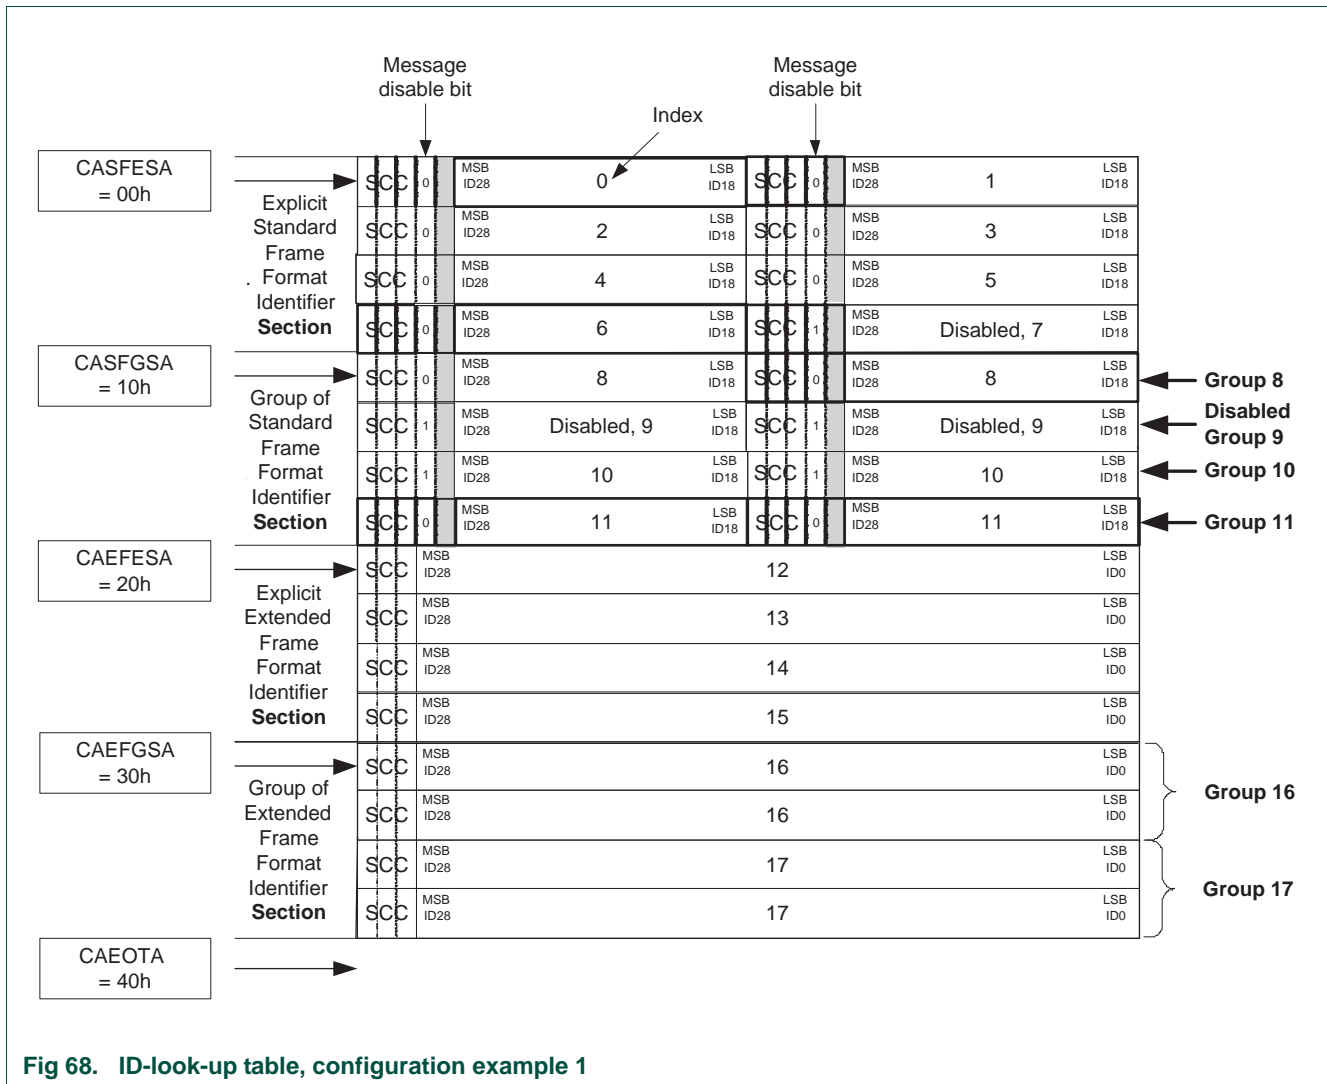 Message
disable bit
Message
disable bit
Index
CASFESA
= 00h
Explicit
Standard
Frame
. Format
Identifier
Section
SCC 0 MSB ID28 0 LSB ID18 SCC 0 MSB ID28 1 LSB ID18
SCC 0 MSB ID28 2 LSB ID18 SCC 0 MSB ID28 3 LSB ID18
SCC 0 MSB ID28 4 LSB ID18 SCC 0 MSB ID28 5 LSB ID18
SCC 0 MSB ID28 6 LSB ID18 SCC 1 MSB ID28 Disabled, 7 LSB ID18
CASFGSA
= 10h
Group of
Standard
Frame
Format
Identifier
Section
SCC 0 MSB ID28 8 LSB ID18 SCC 0 MSB ID28 8 LSB ID18 Group 8
SCC 1 MSB ID28 Disabled, 9 LSB ID18 SCC 1 MSB ID28 Disabled, 9 LSB ID18 Disabled Group 9
SCC 1 MSB ID28 10 LSB ID18 SCC 1 MSB ID28 10 LSB ID18 Group 10
SCC 0 MSB ID28 11 LSB ID18 SCC 0 MSB ID28 11 LSB ID18 Group 11
CAEFESA
= 20h
Explicit
Extended
Frame
Format
Identifier
Section
SCC MSB ID28 12 LSB ID0
SCC MSB ID28 13 LSB ID0
SCC MSB ID28 14 LSB ID0
SCC MSB ID28 15 LSB ID0
CAEFGSA
= 30h
Group of
Extended
Frame
Format
Identifier
Section
SCC MSB ID28 16 LSB ID0
SCC MSB ID28 16 LSB ID0
Group 16
SCC MSB ID28 17 LSB ID0
SCC MSB ID28 17 LSB ID0
Group 17
CAEOTA
= 40h
Fig 68. ID-look-up table, configuration example 1